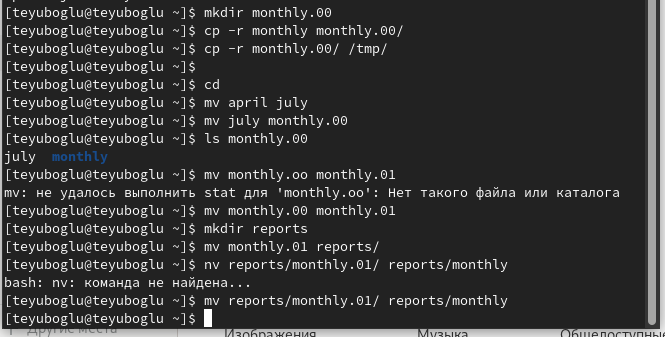 [teyuboglu@teyuboglu ~]$ mkdir monthly.00
[teyuboglu@teyuboglu ~]$ cp -r monthly monthly.00/
[teyuboglu@teyuboglu ~]$ cp -r monthly.00/ /tmp/
[teyuboglu@teyuboglu ~]$
[teyuboglu@teyuboglu ~]$ cd
[teyuboglu@teyuboglu ~]$ mv april july
[teyuboglu@teyuboglu ~]$ mv july monthly.00
[teyuboglu@teyuboglu ~]$ ls monthly.00
july monthly
[teyuboglu@teyuboglu ~]$ mv monthly.oo monthly.01
mv: не удалось выполнить stat для 'monthly.oo': Нет такого файла или каталога
[teyuboglu@teyuboglu ~]$ mv monthly.00 monthly.01
[teyuboglu@teyuboglu ~]$ mkdir reports
[teyuboglu@teyuboglu ~]$ mv monthly.01 reports/
[teyuboglu@teyuboglu ~]$ nv reports/monthly.01/ reports/monthly
bash: nv: команда не найдена...
[teyuboglu@teyuboglu ~]$ mv reports/monthly.01/ reports/monthly
[teyuboglu@teyuboglu ~]$
Другие места Изображения Музыка Общедоступные